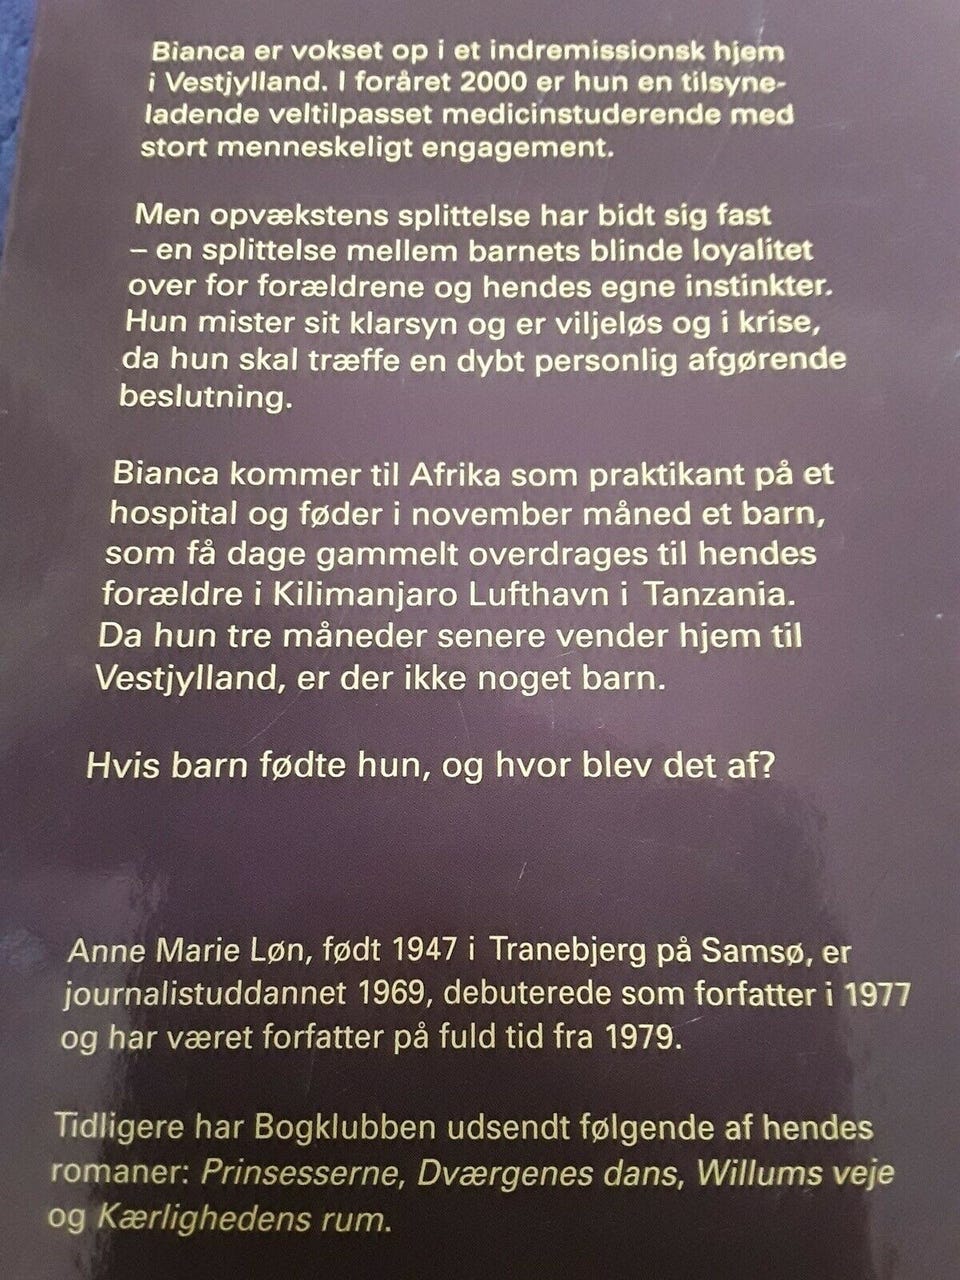 Bianca er vokset op i et indremissionsk hjem
i Vestjylland. I foråret 2000 er hun en tilsyne-
ladende veltilpasset medicinstuderende med
stort menneskeligt engagement.
Men opvækstens splittelse har bidt sig fast
– en splittelse mellem barnets blinde loyalitet
over for forældrene og hendes egne instinkter.
Hun mister sit klarsyn og er viljeløs og i krise,
da hun skal træffe en dybt personlig afgørende
beslutning.
Bianca kommer til Afrika som praktikant på et
hospital og føder i november måned et barn,
som få dage gammelt overdrages til hendes
forældre i Kilimanjaro Lufthavn i Tanzania.
Da hun tre måneder senere vender hjem til
Vestjylland, er der ikke noget barn.
Hvis barn fødte hun, og hvor blev det af?
Anne Marie Løn, født 1947 i Tranebjerg på Samsø, er
journalistuddannet 1969, debuterede som forfatter i 1977
og har været forfatter på fuld tid fra 1979.
Tidligere har Bogklubben udsendt følgende af hendes
romaner: Prinsesserne, Dværgenes dans, Willums veje
og Kærlighedens rum.